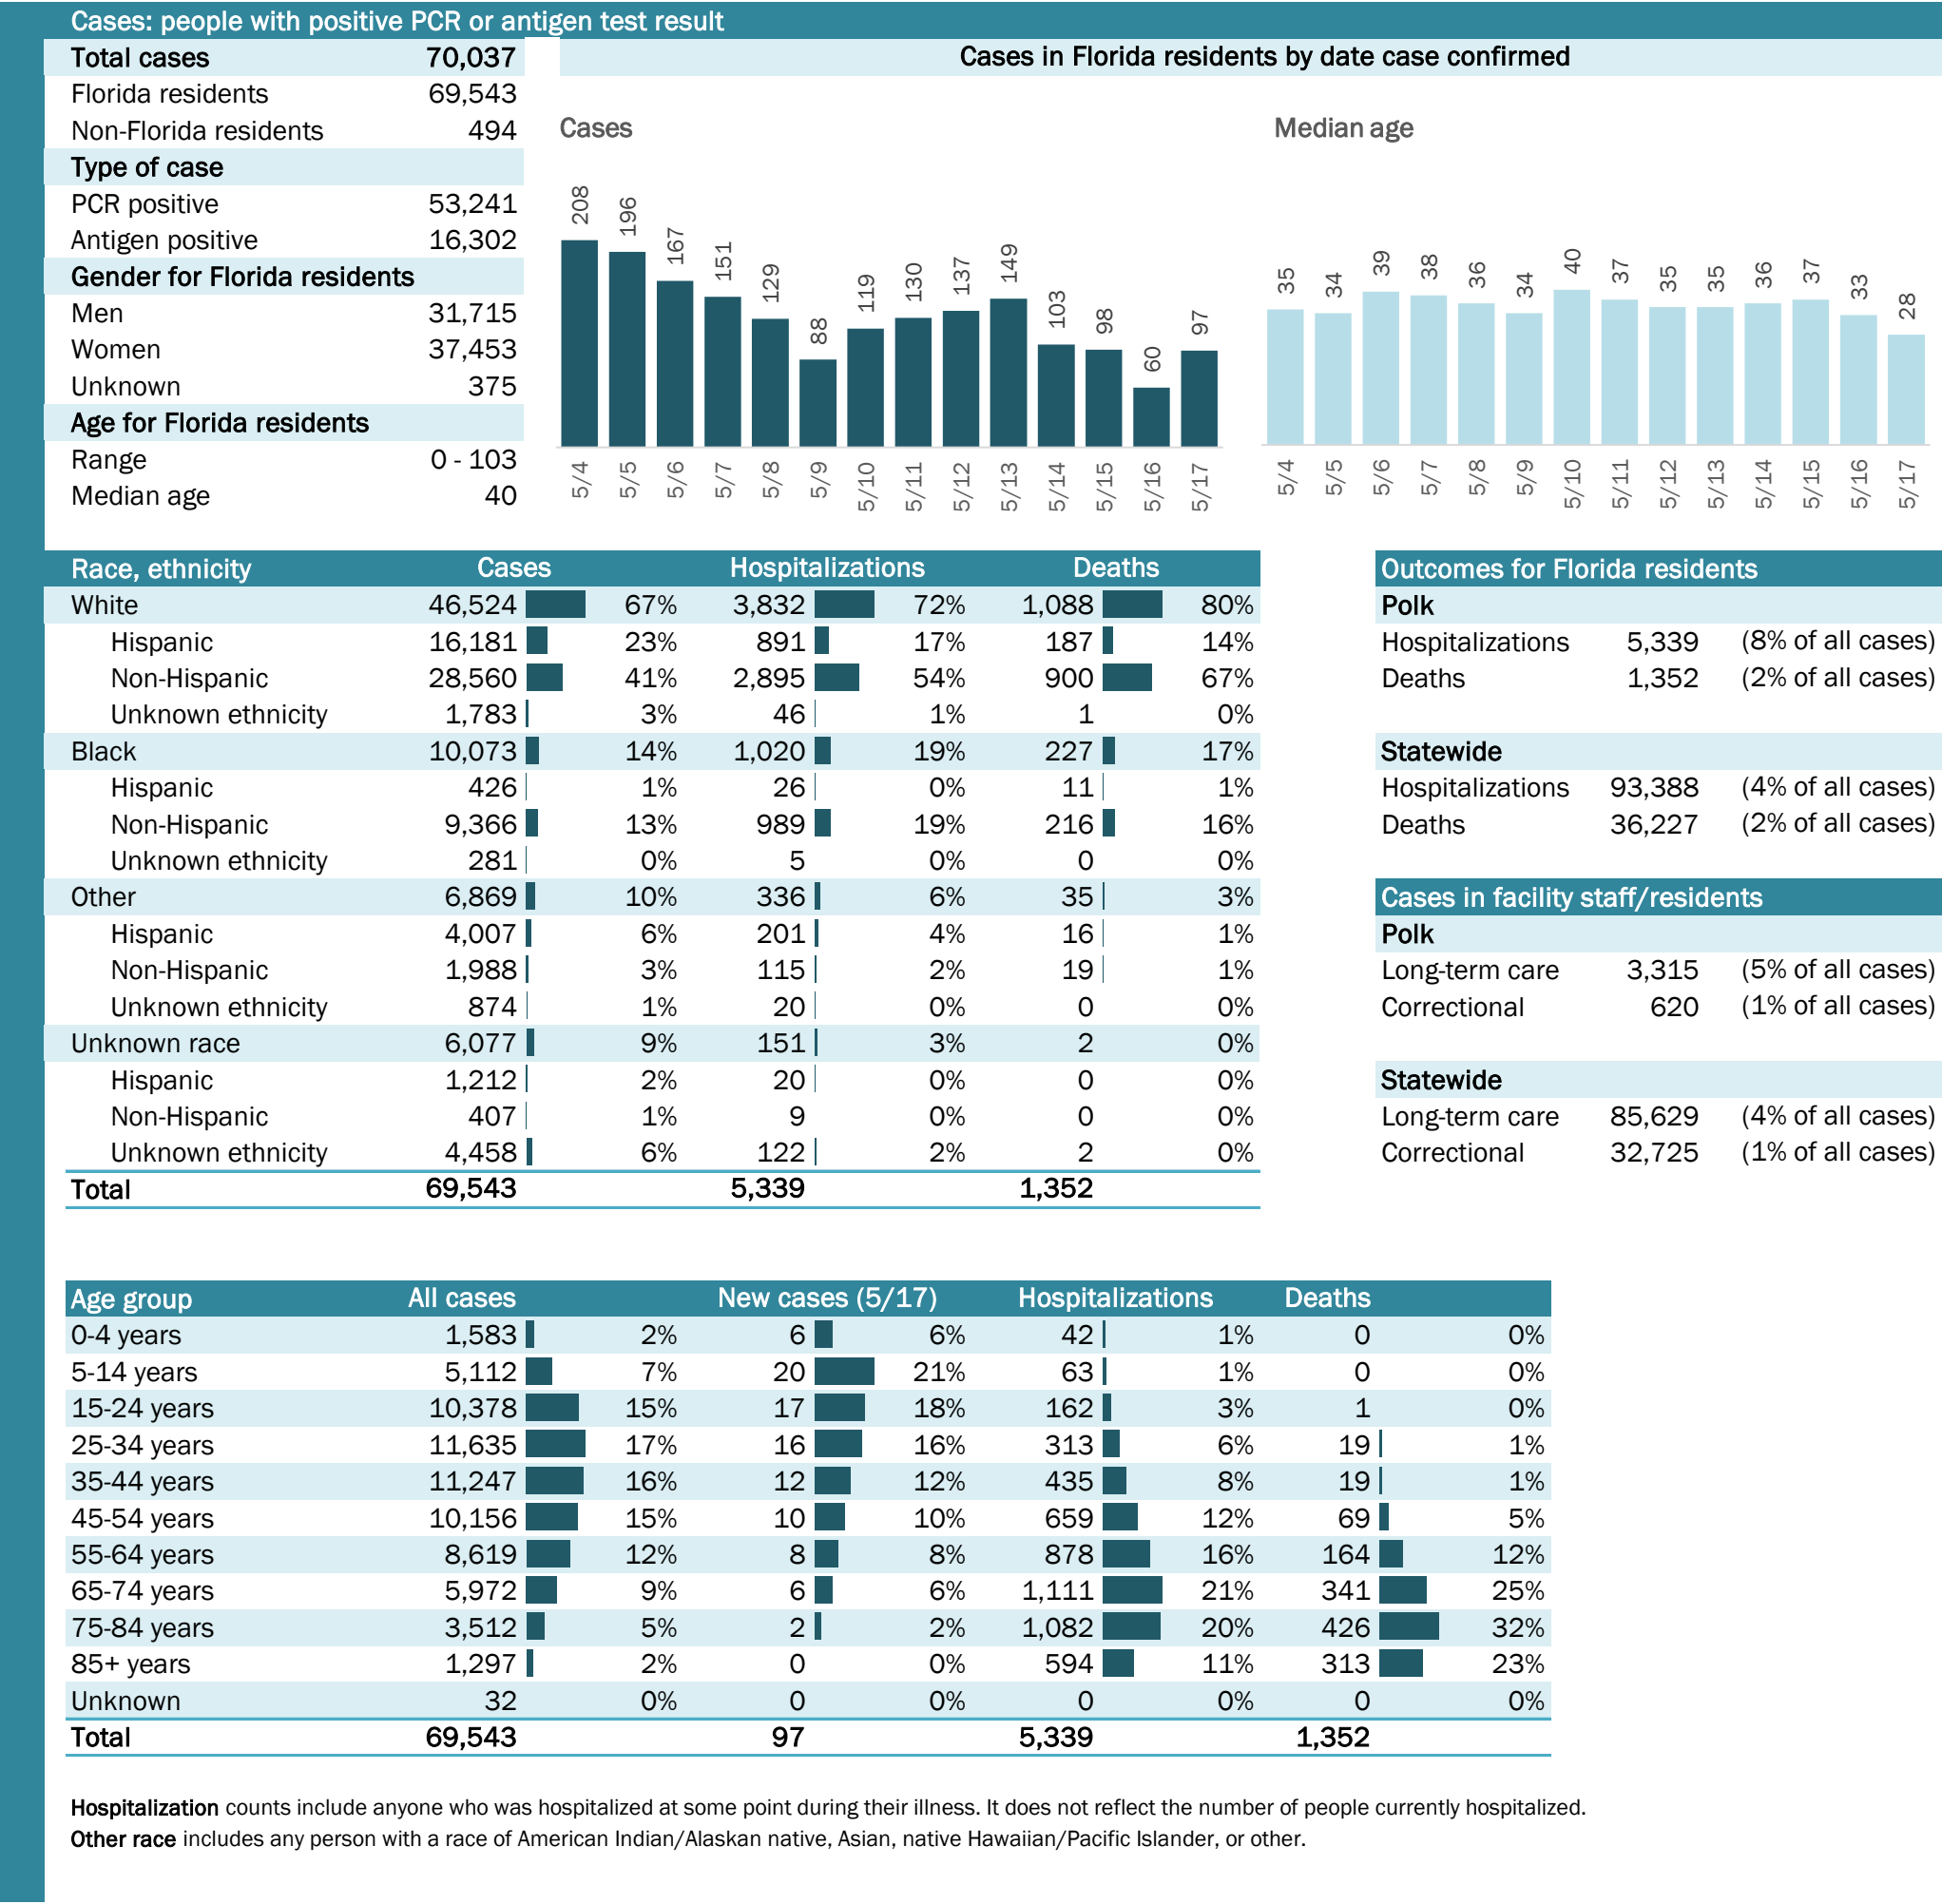 Cases: people with positive PCR or antigen test result
Total cases 70,037
Florida residents 69,543
Non-Florida residents 494
Type of case
PCR positive 53,241
Antigen positive 16,302
Gender for Florida residents
Men 31,715
Women 37,453
Unknown 375
Age for Florida residents
Range 0 - 103
Median age 40
Cases in Florida residents by date case confirmed
Cases
208 196 167 151 129 88 119 130 137 149 103 98 60 97
5/4 5/5 5/6 5/7 5/8 5/9 5/10 5/11 5/12 5/13 5/14 5/15 5/16 5/17
Median age
35 34 39 38 36 34 40 37 35 35 36 37 33 28
5/4 5/5 5/6 5/7 5/8 5/9 5/10 5/11 5/12 5/13 5/14 5/15 5/16 5/17
Race, ethnicity Cases Hospitalizations Deaths
White 46,524 67% 3,832 72% 1,088 80%
Hispanic 16,181 23% 891 17% 187 14%
Non-Hispanic 28,560 41% 2,895 54% 900 67%
Unknown ethnicity 1,783 3% 46 1% 1 0%
Black 10,073 14% 1,020 19% 227 17%
Hispanic 426 1% 26 0% 11 1%
Non-Hispanic 9,366 13% 989 19% 216 16%
Unknown ethnicity 281 0% 5 0% 0 0%
Other 6,869 10% 336 6% 35 3%
Hispanic 4,007 6% 201 4% 16 1%
Non-Hispanic 1,988 3% 115 2% 19 1%
Unknown ethnicity 874 1% 20 0% 0 0%
Unknown race 6,077 9% 151 3% 2 0%
Hispanic 1,212 2% 20 0% 0 0%
Non-Hispanic 407 1% 9 0% 0 0%
Unknown ethnicity 4,458 6% 122 2% 2 0%
Total 69,543 5,339 1,352
Outcomes for Florida residents
Polk
Hospitalizations 5,339 (8% of all cases)
Deaths 1,352 (2% of all cases)
Statewide
Hospitalizations 93,388 (4% of all cases)
Deaths 36,227 (2% of all cases)
Cases in facility staff/residents
Polk
Long-term care 3,315 (5% of all cases)
Correctional 620 (1% of all cases)
Statewide
Long-term care 85,629 (4% of all cases)
Correctional 32,725 (1% of all cases)
Age group All cases New cases (5/17) Hospitalizations Deaths
0-4 years 1,583 2% 6 6% 42 1% 0 0%
5-14 years 5,112 7% 20 21% 63 1% 0 0%
15-24 years 10,378 15% 17 18% 162 3% 1 0%
25-34 years 11,635 17% 16 16% 313 6% 19 1%
35-44 years 11,247 16% 12 12% 435 8% 19 1%
45-54 years 10,156 15% 10 10% 659 12% 69 5%
55-64 years 8,619 12% 8 8% 878 16% 164 12%
65-74 years 5,972 9% 6 6% 1,111 21% 341 25%
75-84 years 3,512 5% 2 2% 1,082 20% 426 32%
85+ years 1,297 2% 0 0% 594 11% 313 23%
Unknown 32 0% 0 0% 0 0% 0 0%
Total 69,543 97 5,339 1,352
Hospitalization counts include anyone who was hospitalized at some point during their illness. It does not reflect the number of people currently hospitalized.
Other race includes any person with a race of American Indian/Alaskan native, Asian, native Hawaiian/Pacific Islander, or other.